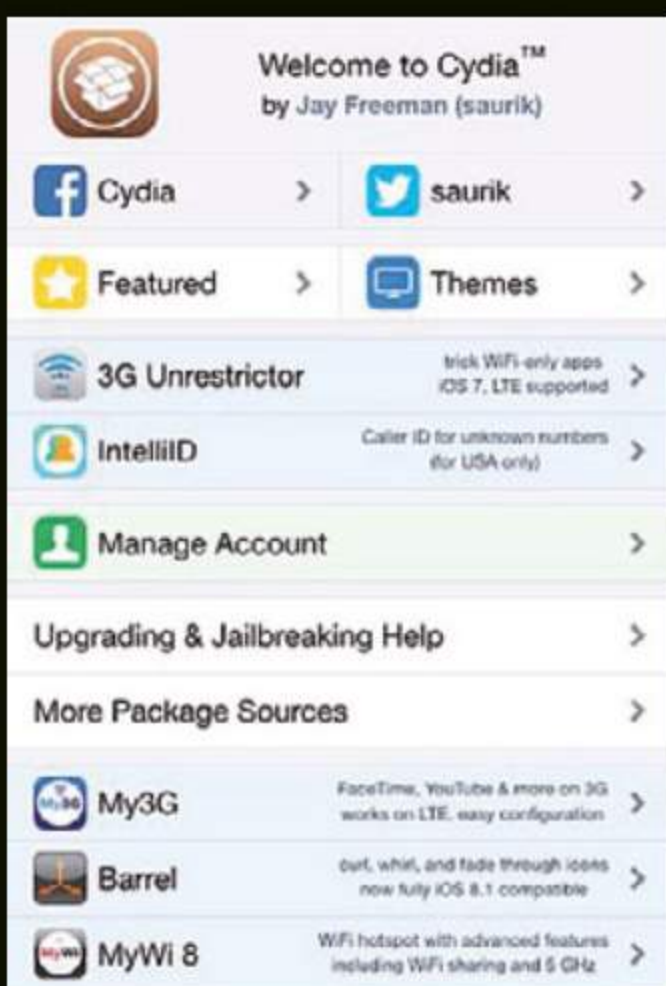 Welcome to Cydia™
by Jay Freeman (saurik)
Cydia
saurik
Featured
Themes
3G Unrestrictor
trick WiFi-only apps
iOS 7, LTE supported
IntelliID
Caller ID for unknown numbers
(for USA only)
Manage Account
Upgrading & Jailbreaking Help
More Package Sources
My3G
My3G
FaceTime, YouTube & more on 3G
works on LTE, easy configuration
Barrel
curl, whirl, and fade through icons
now fully iOS 8.1 compatible
MyWi
MyWi 8
WiFi hotspot with advanced features
including WiFi sharing and 5 GHz